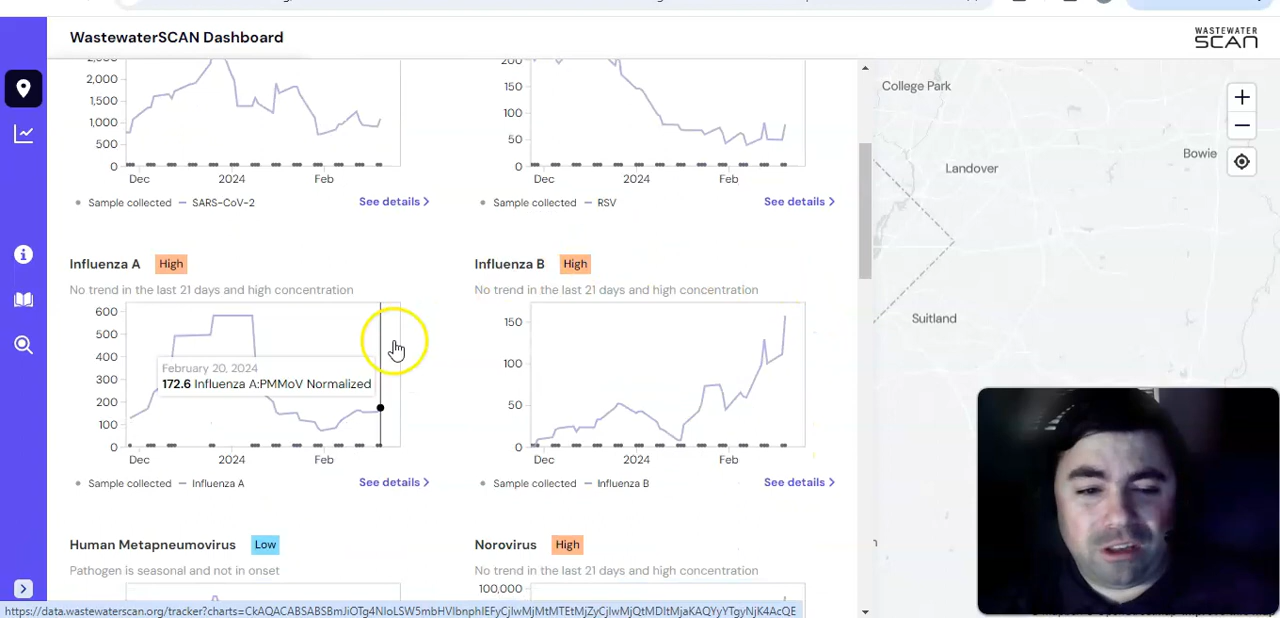 WastewaterSCAN Dashboard
WASTEWATER
SCAN
2,000
1,500
1,000
500
0
Dec
2024
Feb
Sample collected
SARS-CoV-2
See details
200
150
100
50
0
Dec
2024
Feb
Sample collected
RSV
See details
Influenza A
High
No trend in the last 21 days and high concentration
600
500
400
300
200
100
0
February 20, 2024
172.6 Influenza A:PMMoV Normalized
Dec
2024
Feb
Sample collected
Influenza A
See details
Influenza B
High
No trend in the last 21 days and high concentration
150
100
50
0
Dec
2024
Feb
Sample collected
Influenza B
See details
Human Metapneumovirus
Low
Pathogen is seasonal and not in onset
Norovirus
High
No trend in the last 21 days and high concentration
100,000
College Park
Landover
Bowie
Suitland